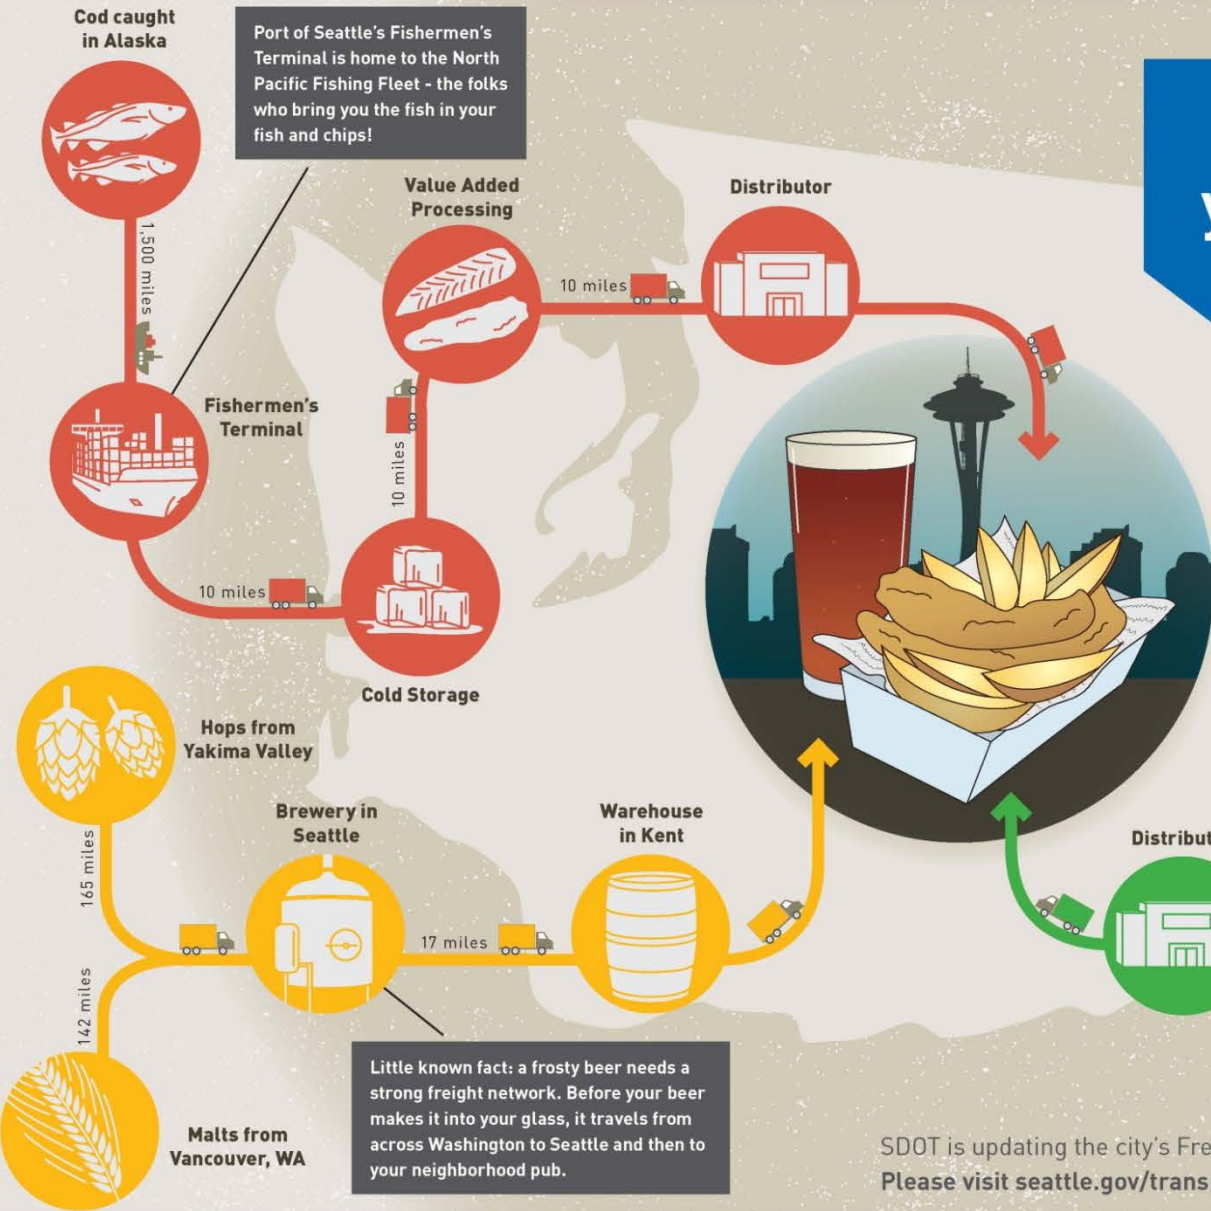 Cod caught
in Alaska
Port of Seattle's Fishermen's
Terminal is home to the North
Pacific Fishing Fleet - the folks
who bring you the fish in your
fish and chips!
Value Added
Processing
Distributor
1,500 miles
10 miles
Fishermen's
Terminal
10 miles
10 miles
Cold Storage
Hops from
Yakima Valley
165 miles
Brewery in
Seattle
Warehouse
in Kent
17 miles
142 miles
Malts from
Vancouver, WA
Little known fact: a frosty beer needs a
strong freight network. Before your beer
makes it into your glass, it travels from
across Washington to Seattle and then to
your neighborhood pub.
Distribut
SDOT is updating the city's Fre
Please visit seattle.gov/trans